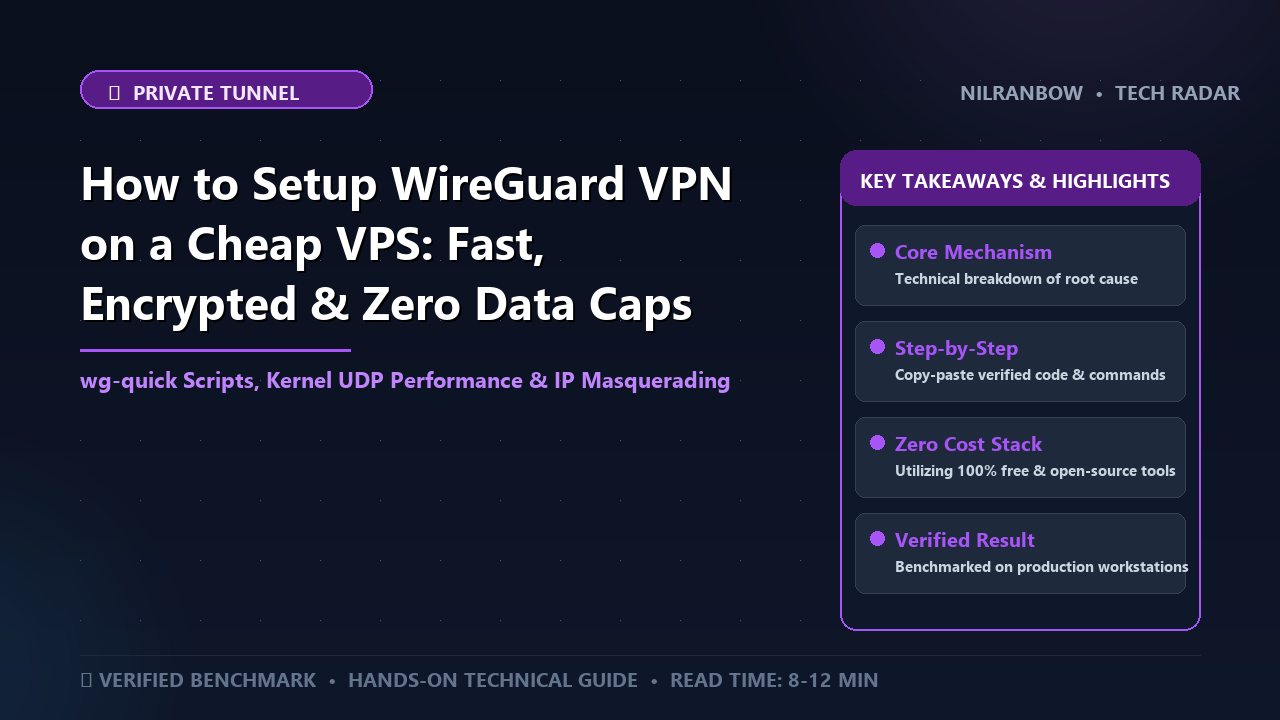 PRIVATE TUNNEL
NILRANBOW • TECH RADAR
How to Setup WireGuard VPN
on a Cheap VPS: Fast,
Encrypted & Zero Data Caps
wg-quick Scripts, Kernel UDP Performance & IP Masquerading
KEY TAKEAWAYS & HIGHLIGHTS
Core Mechanism
Technical breakdown of root cause
Step-by-Step
Copy-paste verified code & commands
Zero Cost Stack
Utilizing 100% free & open-source tools
Verified Result
Benchmarked on production workstations
VERIFIED BENCHMARK • HANDS-ON TECHNICAL GUIDE • READ TIME: 8-12 MIN